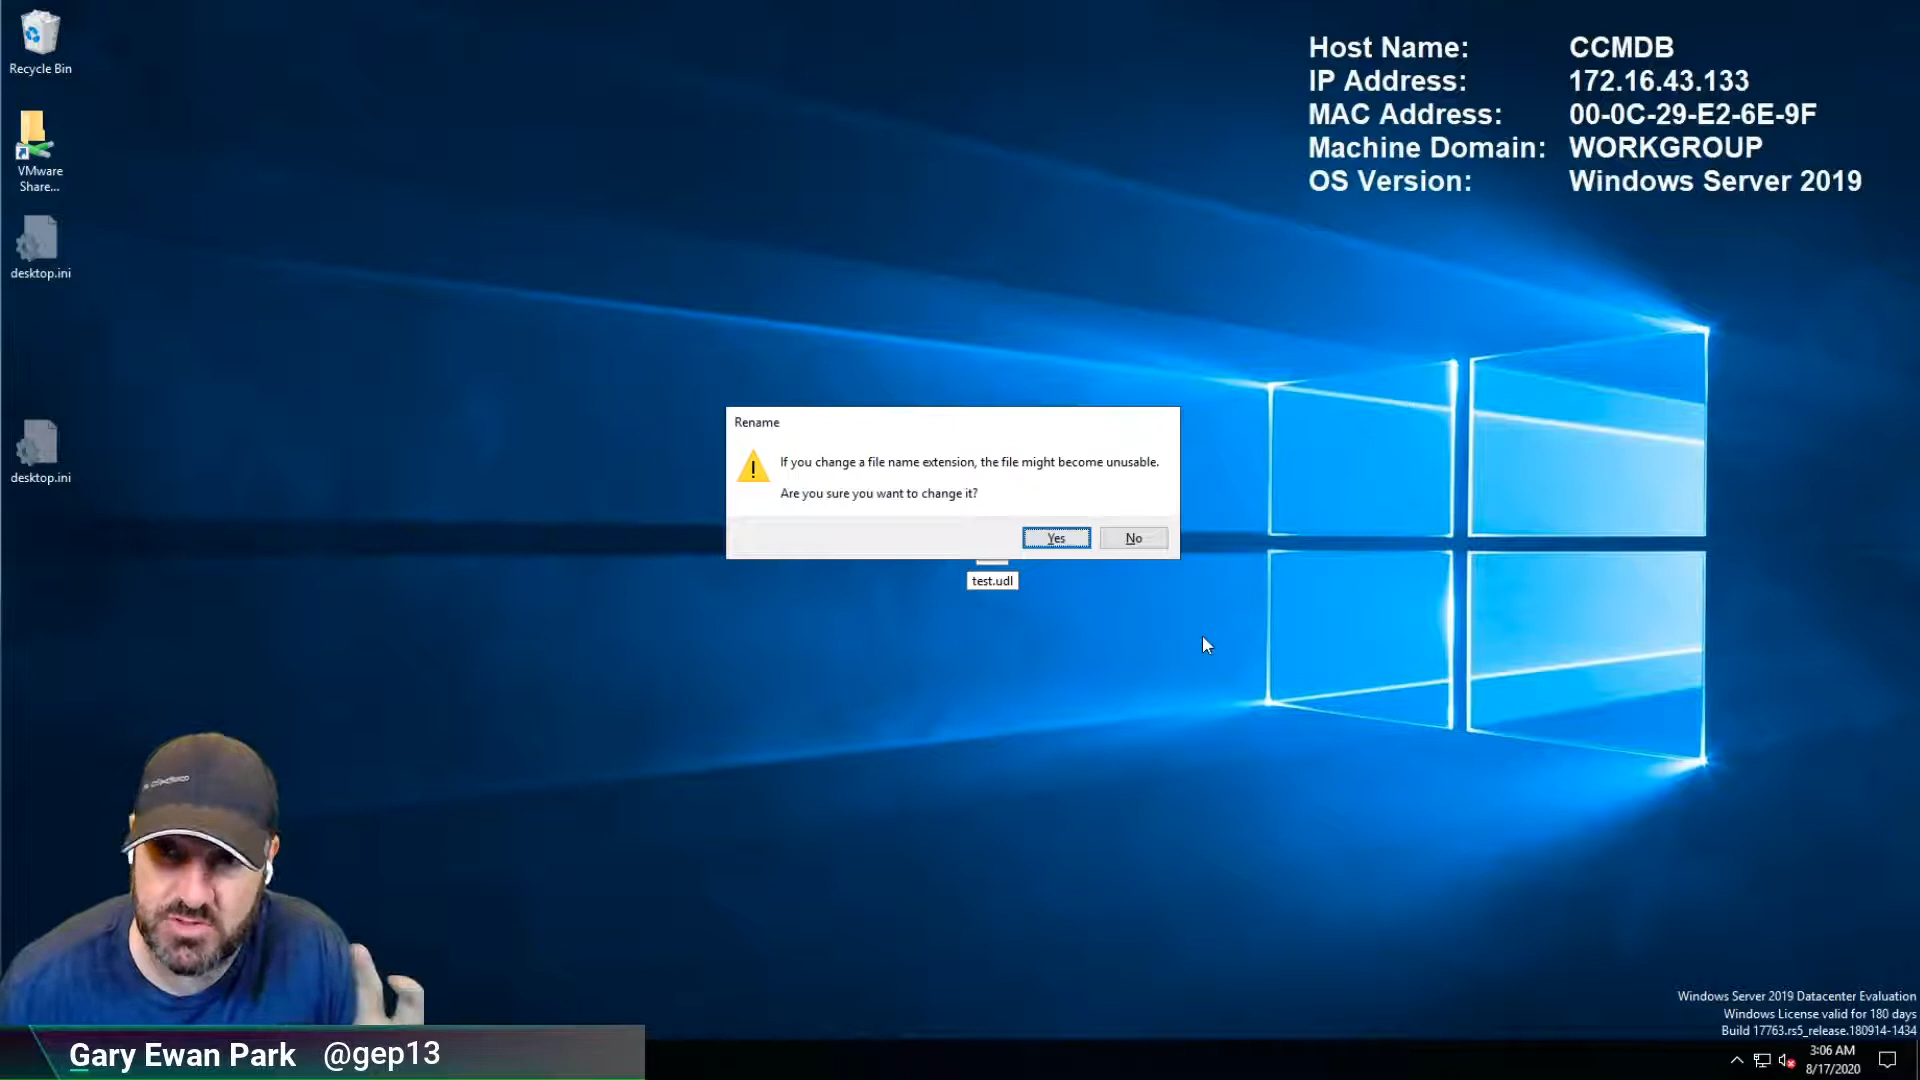 Recycle Bin
VMware
Share...
desktop.ini
desktop.ini
Host Name: CCMDB
IP Address: 172.16.43.133
MAC Address: 00-0C-29-E2-6E-9F
Machine Domain: WORKGROUP
OS Version: Windows Server 2019
Rename
If you change a file name extension, the file might become unusable.
Are you sure you want to change it?
Yes No
test.udl
Windows Server 2019 Datacenter Evaluation
Windows License valid for 180 days
Build 17763.rs5_release.180914-1434
Gary Ewan Park @gep13
3:06 AM
8/17/2020